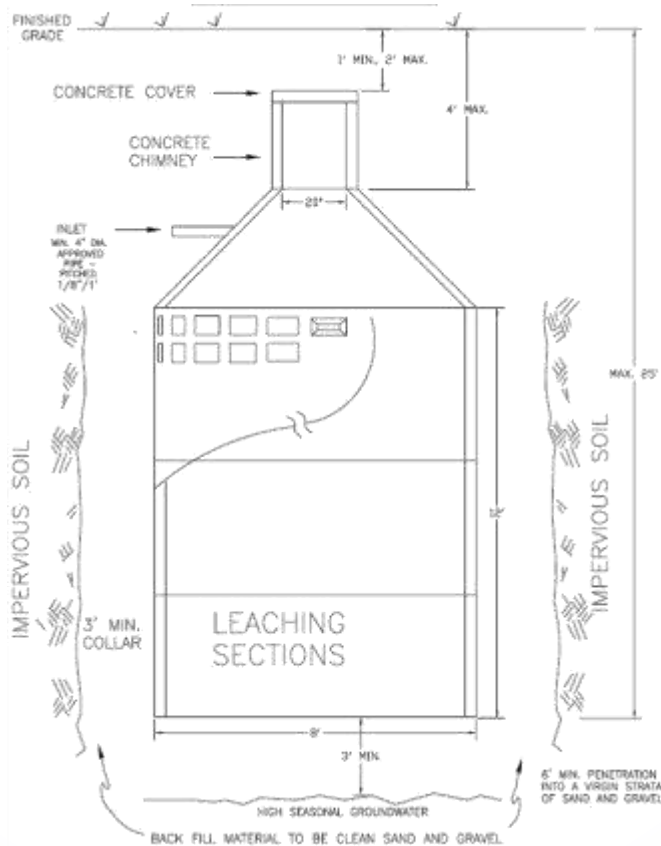 FINISHED
GRADE
1' MIN., 2' MAX.
CONCRETE COVER
4' MAX.
CONCRETE
CHIMNEY
20"
INLET
MIN. 4" DIA.
APPROVED
PIPE -
PITCHED
1/8"/1'
MAX. 25'
IMPERVIOUS SOIL
IMPERVIOUS SOIL
12'
3' MIN.
COLLAR
LEACHING
SECTIONS
8'
3' MIN
6' MIN. PENETRATION
INTO A VIRGIN STRATA
OF SAND AND GRAVEL
HIGH SEASONAL GROUNDWATER
BACK FILL MATERIAL TO BE CLEAN SAND AND GRAVEL